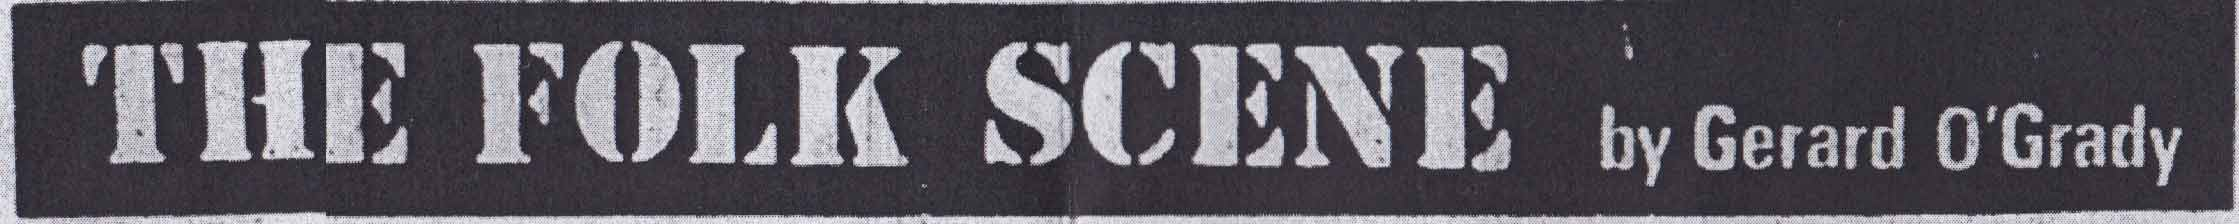 THE FOLK SCENE by Gerard O'Grady